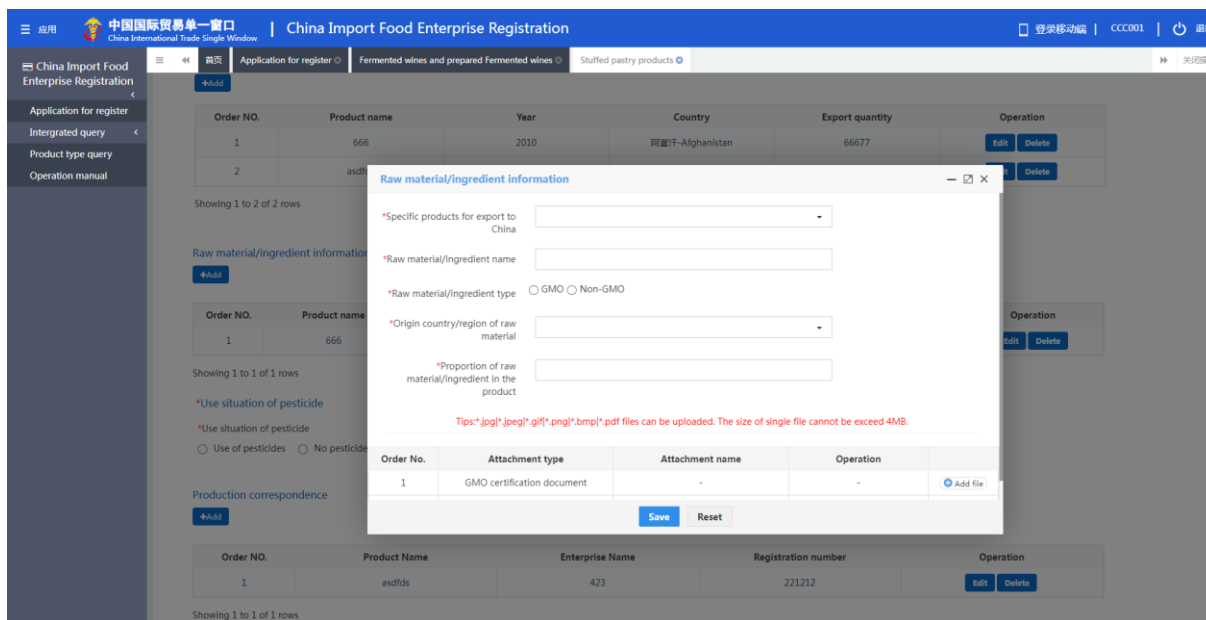 应用 中国国际贸易单一窗口 China Import Food Enterprise Registration 登录移动端 CCC001
China International Trade Single Window
China Import Food
Enterprise Registration
首页 Application for register Fermented wines and prepared Fermented wines Stuffed pastry products
+Add
Application for register
Intergrated query
Product type query
Operation manual
Order NO. Product name Year Country Export quantity Operation
1 666 2010 阿富汗-Afghanistan 66677 Edit Delete
2 Delete
Showing 1 to 2 of 2 rows
Raw material/ingredient information
+Add
Order NO. Product name Operation
1 666 Edit Delete
Showing 1 to 1 of 1 rows
*Use situation of pesticide
*Use situation of pesticide
Use of pesticides No pesticide
Raw material/ingredient information
*Specific products for export to
China
*Raw material/ingredient name
*Raw material/ingredient type GMO Non-GMO
*Origin country/region of raw
material
*Proportion of raw
material/ingredient in the
product
Tips:*.jpg|*.jpeg|*.gif|*.png|*.bmp|*.pdf files can be uploaded. The size of single file cannot be exceed 4MB.
Order No. Attachment type Attachment name Operation
1 GMO certification document - - Add file
Save Reset
Production correspondence
+Add
Order NO. Product Name Enterprise Name Registration number Operation
1 asdfds 423 221212 Edit Delete
Showing 1 to 1 of 1 rows